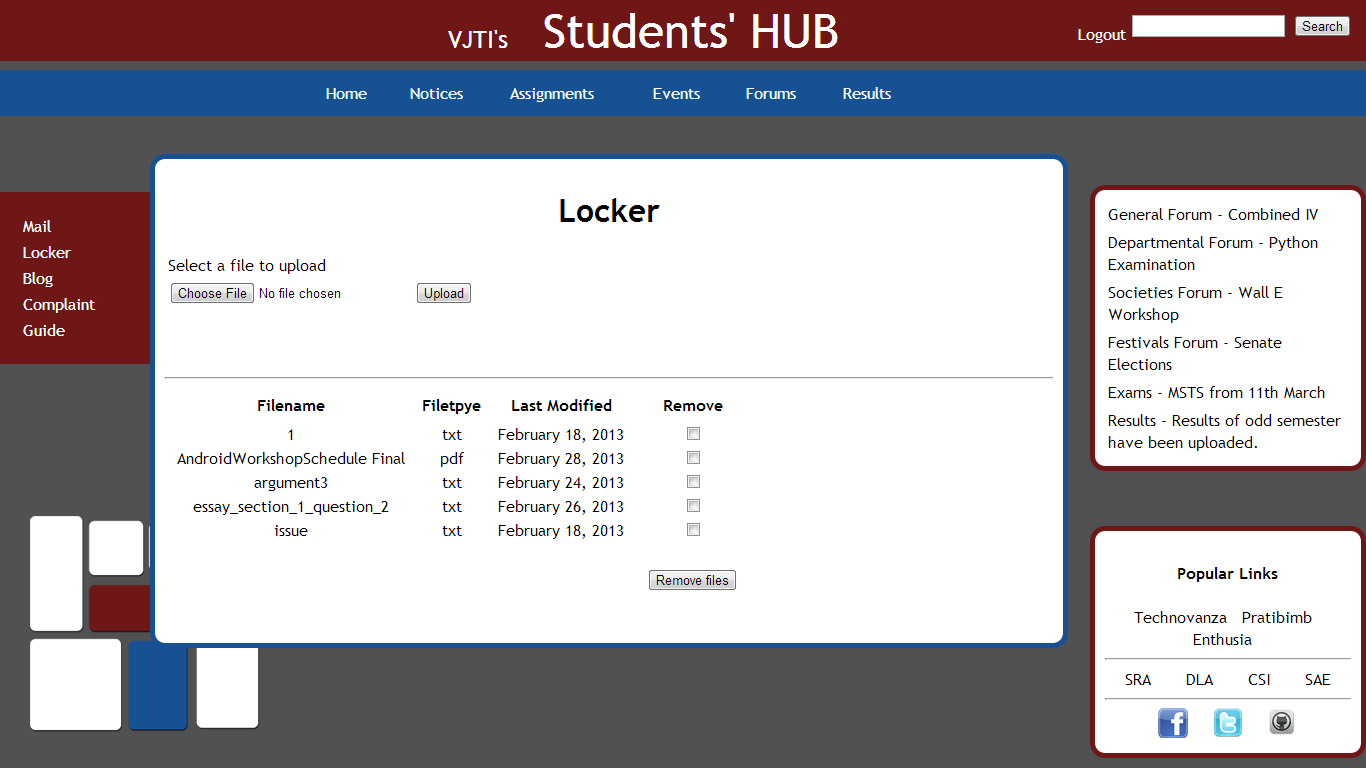 VJTI's Students' HUB
Logout Search
Home Notices Assignments Events Forums Results
Mail
Locker
Blog
Complaint
Guide
Locker
Select a file to upload
Choose File No file chosen Upload
Filename Filetpye Last Modified Remove
1 txt February 18, 2013
AndroidWorkshopSchedule Final pdf February 28, 2013
argument3 txt February 24, 2013
essay_section_1_question_2 txt February 26, 2013
issue txt February 18, 2013
Remove files
General Forum - Combined IV
Departmental Forum - Python
Examination
Societies Forum - Wall E
Workshop
Festivals Forum - Senate
Elections
Exams - MSTS from 11th March
Results - Results of odd semester
have been uploaded.
Popular Links
Technovanza Pratibimb
Enthusia
SRA DLA CSI SAE